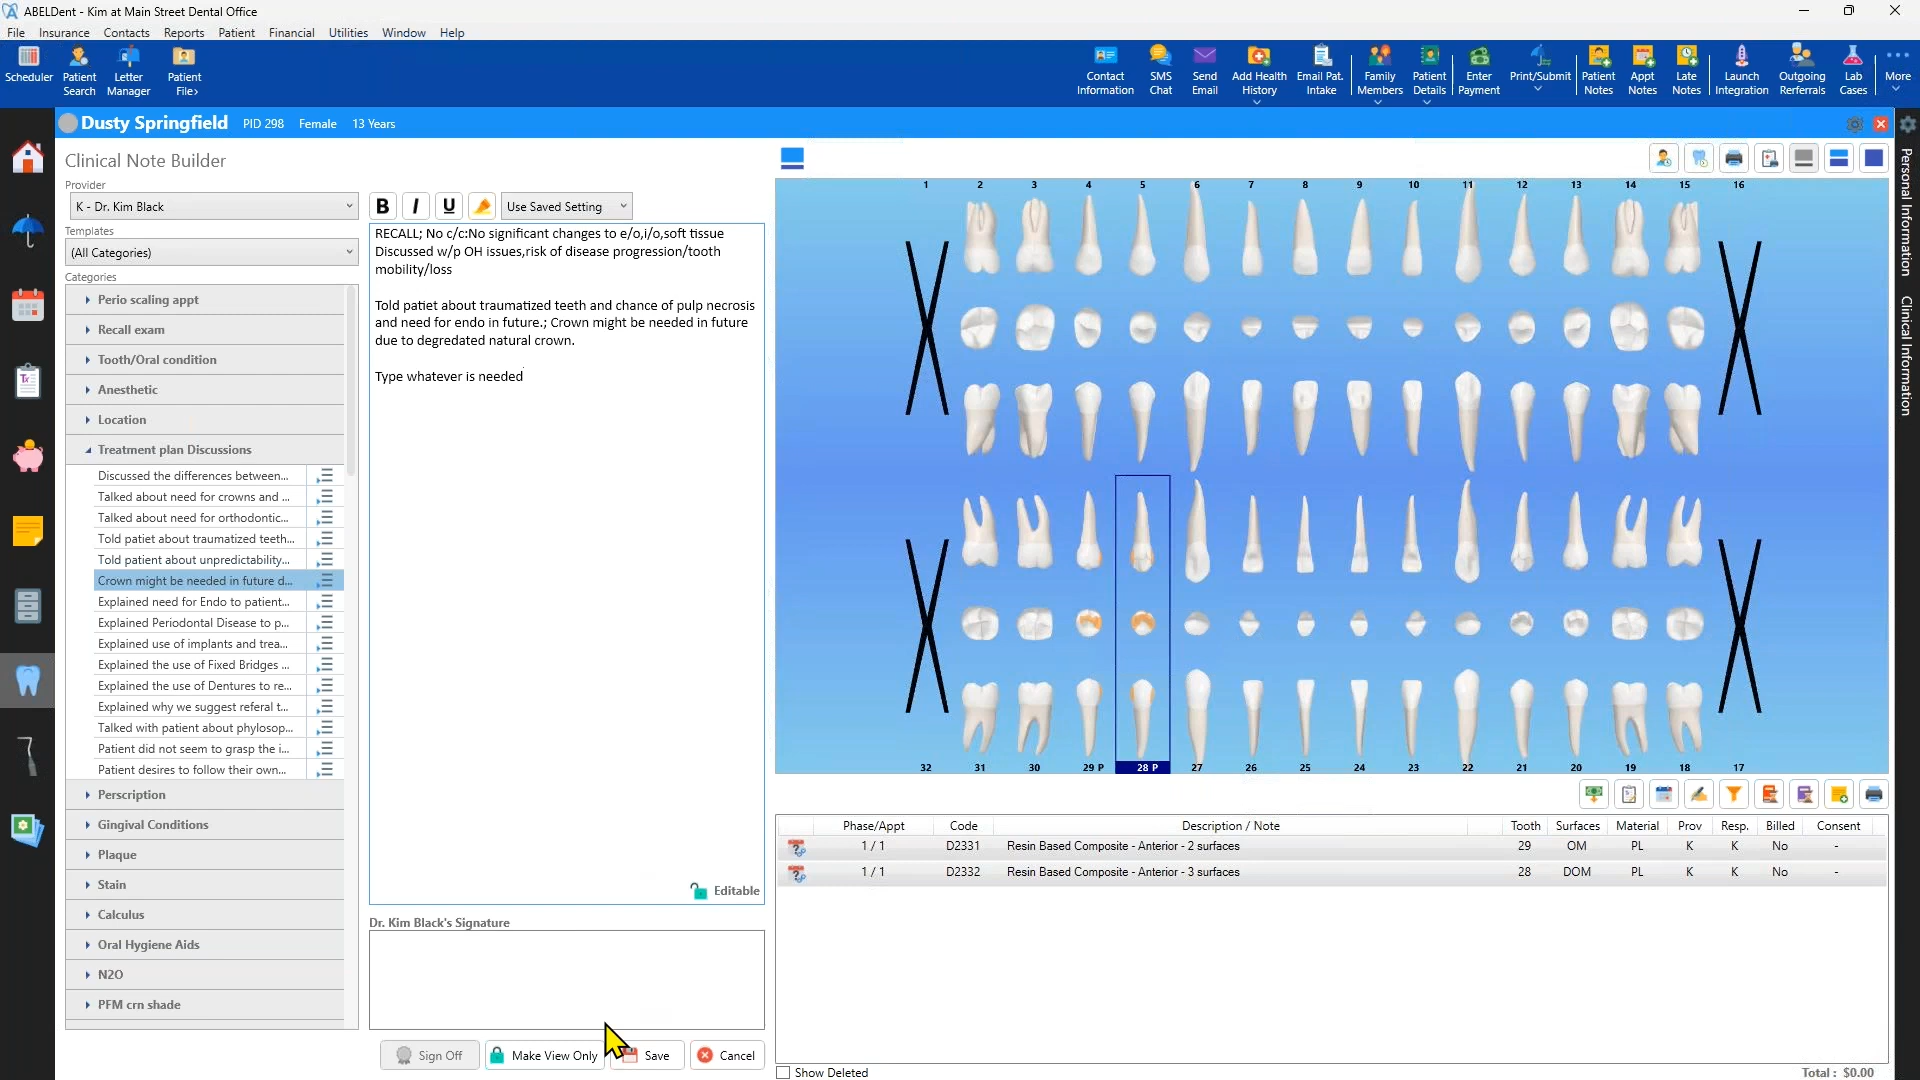 ABELDent - Kim at Main Street Dental Office
File Insurance Contacts Reports Patient Financial Utilities Window Help
Scheduler
Patient Search
Letter Manager
Patient File>
Contact Information
SMS Chat
Send Email
Add Health History
Email Pat. Intake
Family Members
Patient Details
Enter Payment
Print/Submit
Patient Notes
Appt Notes
Late Notes
Launch Integration
Outgoing Rerferrals
Lab Cases
More
Dusty Springfield PID 298 Female 13 Years
Clinical Note Builder
Provider
K - Dr. Kim Black
Templates
(All Categories)
Categories
Perio scaling appt
Recall exam
Tooth/Oral condition
Anesthetic
Location
Treatment plan Discussions
Discussed the differences between...
Talked about need for crowns and ...
Talked about need for orthodontic...
Told patiet about traumatized teeth...
Told patient about unpredictability...
Crown might be needed in future d...
Explained need for Endo to patient...
Explained Periodontal Disease to p...
Explained use of implants and trea...
Explained the use of Fixed Bridges ...
Explained the use of Dentures to re...
Explained why we suggest referal t...
Talked with patient about phylosop...
Patient did not seem to grasp the i...
Patient desires to follow their own...
Perscription
Gingival Conditions
Plaque
Stain
Calculus
Oral Hygiene Aids
N2O
PFM crn shade
B I U Use Saved Setting
RECALL; No c/c:No significant changes to e/o,i/o,soft tissue
Discussed w/p OH issues,risk of disease progression/tooth
mobility/loss
Told patiet about traumatized teeth and chance of pulp necrosis
and need for endo in future.; Crown might be needed in future
due to degredated natural crown.
Type whatever is needed
Editable
Dr. Kim Black's Signature
Sign Off Make View Only Save Cancel
1 2 3 4 5 6 7 8 9 10 11 12 13 14 15 16
32 31 30 29 P 28 P 27 26 25 24 23 22 21 20 19 18 17
Phase/Appt Code Description / Note Tooth Surfaces Material Prov Resp. Billed Consent
1 / 1 D2331 Resin Based Composite - Anterior - 2 surfaces 29 OM PL K K No -
1 / 1 D2332 Resin Based Composite - Anterior - 3 surfaces 28 DOM PL K K No -
Show Deleted
Total : $0.00
Personal Information
Clinical Information